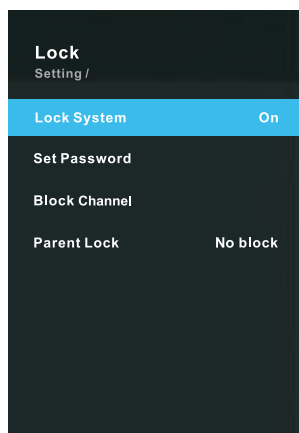 Lock
Setting /
Lock System On
Set Password
Block Channel
Parent Lock No block